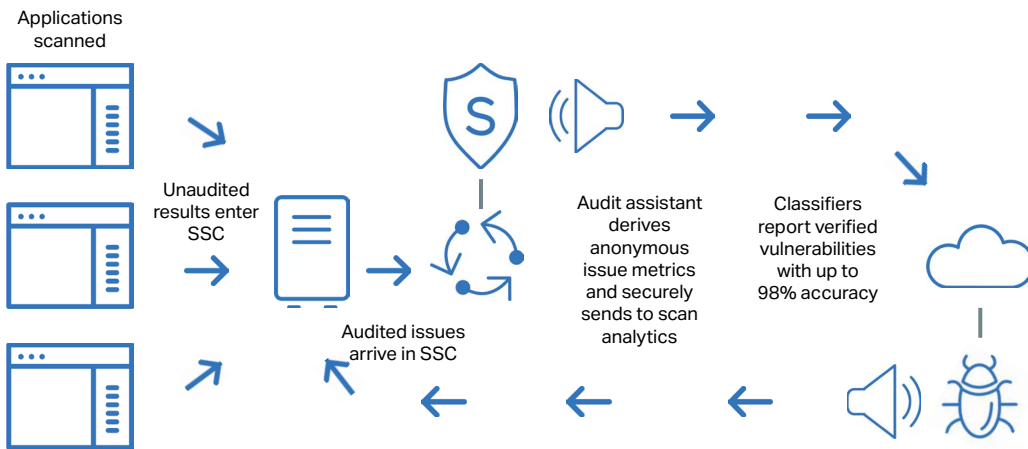 Applications
scanned
Unaudited
results enter
SSC
S
Audit assistant
derives
anonymous
issue metrics
and securely
sends to scan
analytics
Classifiers
report verified
vulnerabilities
with up to
98% accuracy
Audited issues
arrive in SSC